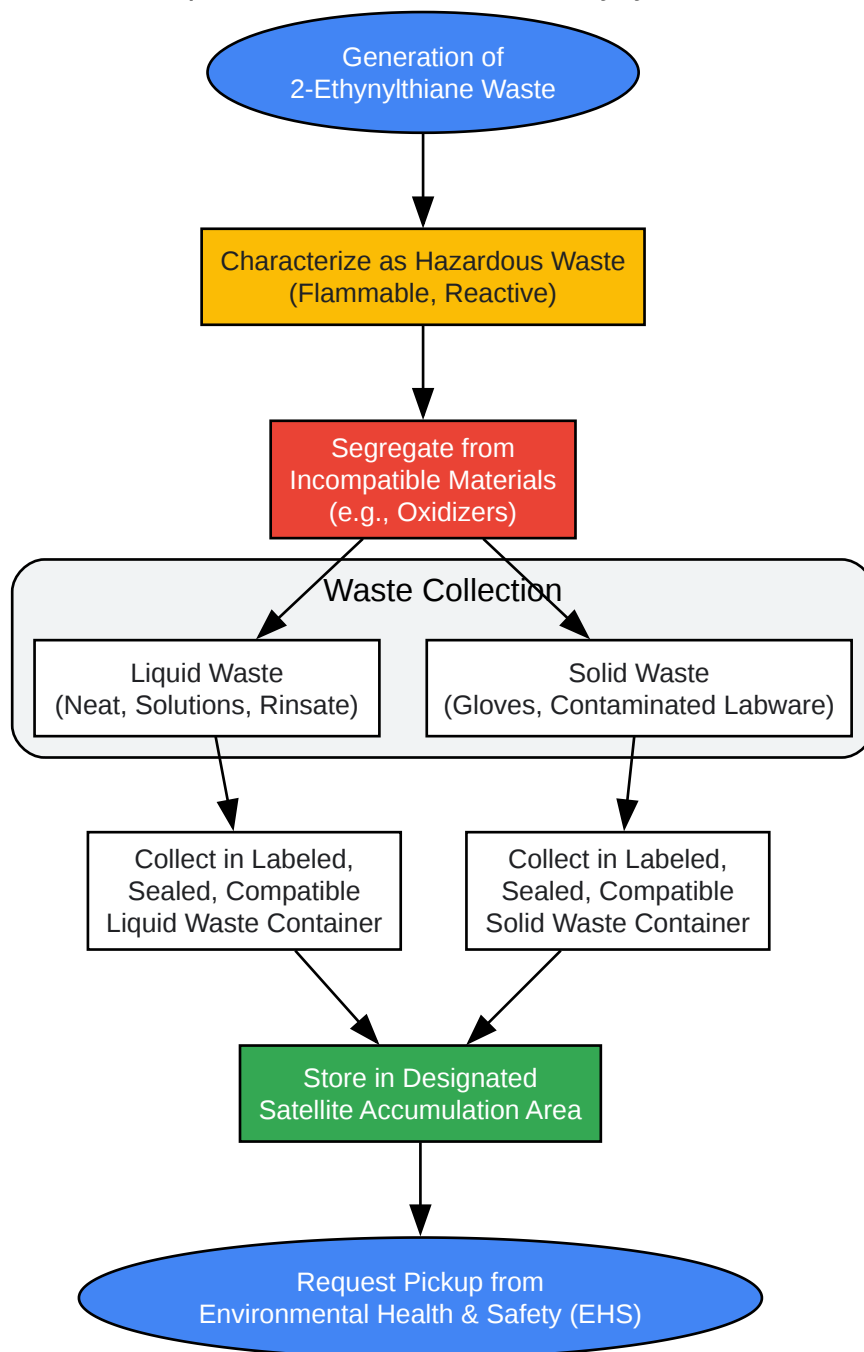 Generation of
2-Ethynylthiane Waste
Characterize as Hazardous Waste
(Flammable, Reactive)
Segregate from
Incompatible Materials
(e.g., Oxidizers)
Waste Collection
Liquid Waste
(Neat, Solutions, Rinsate)
Solid Waste
(Gloves, Contaminated Labware)
Collect in Labeled,
Sealed, Compatible
Liquid Waste Container
Collect in Labeled,
Sealed, Compatible
Solid Waste Container
Store in Designated
Satellite Accumulation Area
Request Pickup from
Environmental Health & Safety (EHS)